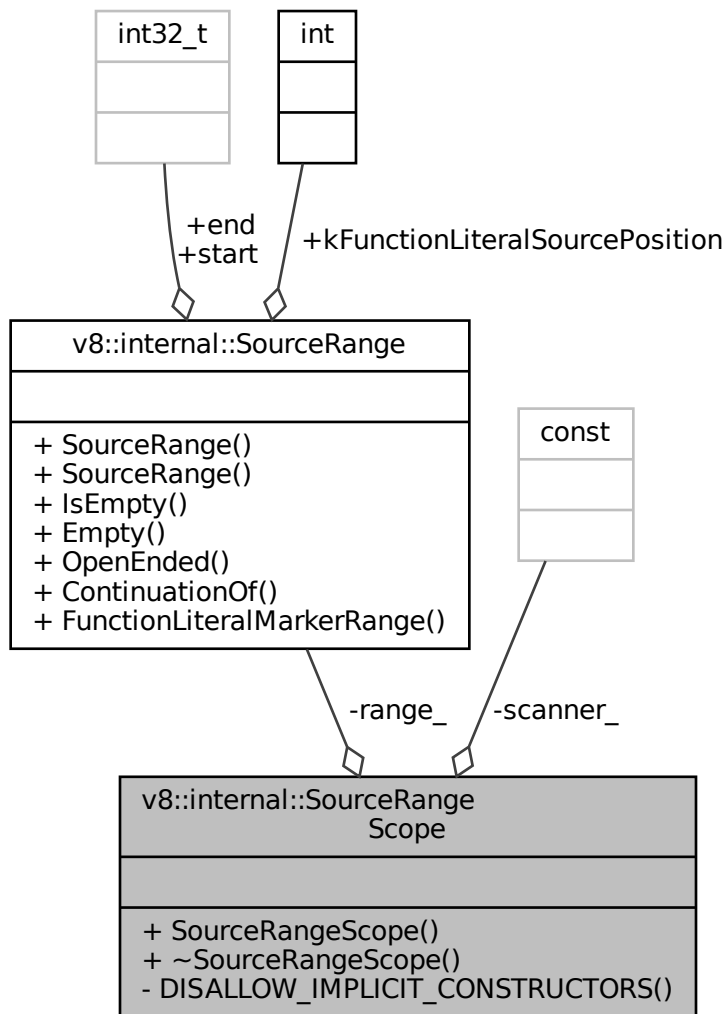 int32_t
int
+end
+start
+kFunctionLiteralSourcePosition
v8::internal::SourceRange
+ SourceRange()
+ SourceRange()
+ IsEmpty()
+ Empty()
+ OpenEnded()
+ ContinuationOf()
+ FunctionLiteralMarkerRange()
const
-range_
-scanner_
v8::internal::SourceRange
Scope
+ SourceRangeScope()
+ ~SourceRangeScope()
- DISALLOW_IMPLICIT_CONSTRUCTORS()